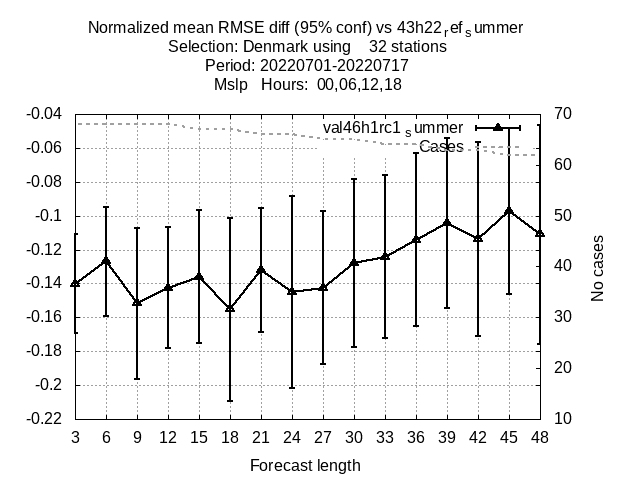 Normalized mean RMSE diff (95% conf) vs 43h22refsummer
Selection: Denmark using 32 stations
Period: 20220701-20220717
Mslp Hours: 00,06,12,18
-0.04
-0.06
-0.08
-0.1
-0.12
-0.14
-0.16
-0.18
-0.2
-0.22
val46h1rc1summer
Cases
70
60
50
40
30
20
10
No cases
3 6 9 12 15 18 21 24 27 30 33 36 39 42 45 48
Forecast length